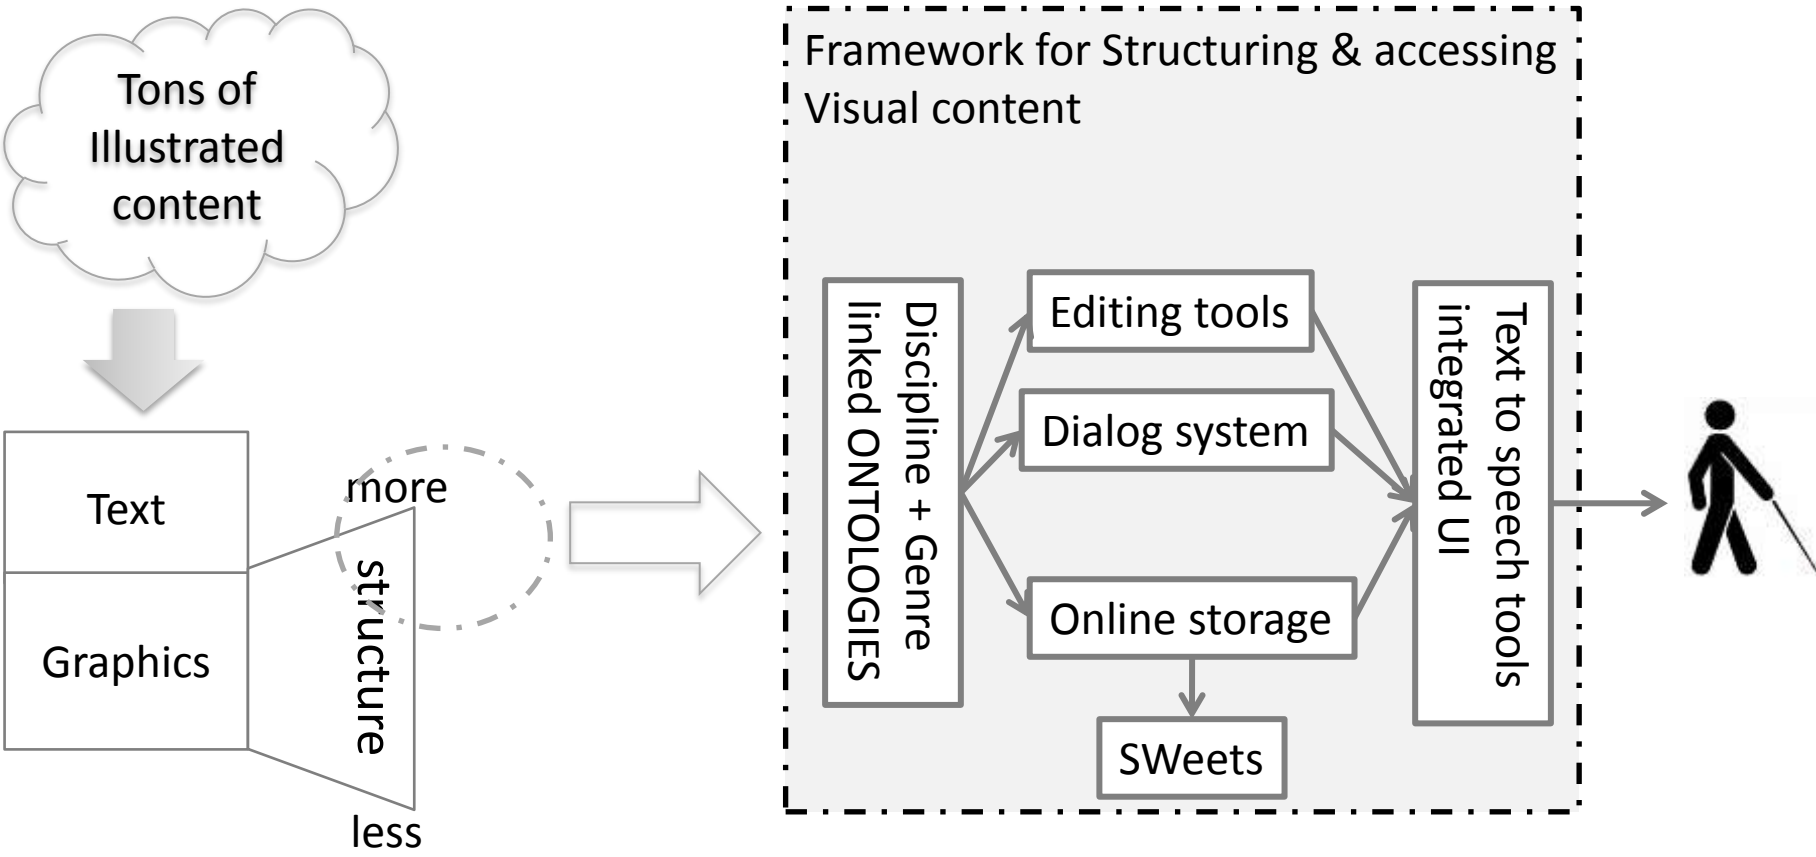 Tons of
Illustrated
content
Text
Graphics
more
structure
less
Framework for Structuring & accessing
Visual content
Discipline + Genre
linked ONTOLOGIES
Editing tools
Dialog system
Online storage
SWeets
Text to speech tools
integrated UI